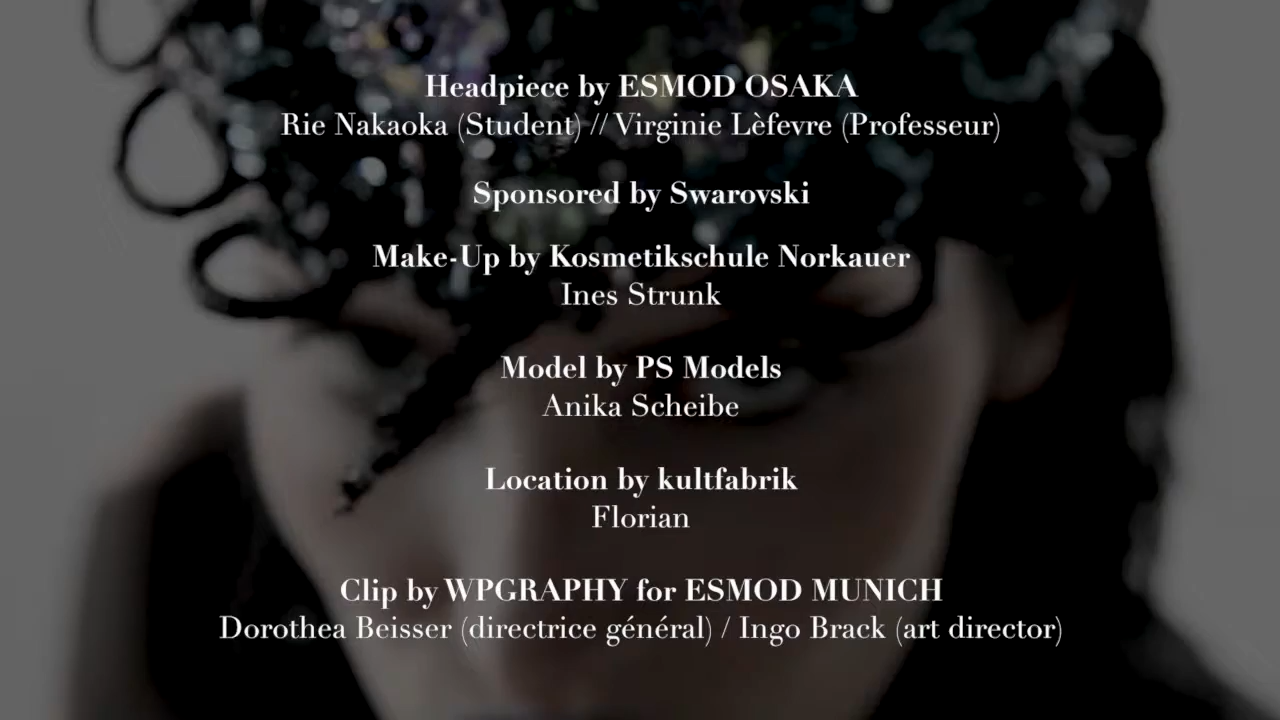 Headpiece by ESMOD OSAKA
Rie Nakaoka (Student) // Virginie Lèfevre (Professeur)
Sponsored by Swarovski
Make-Up by Kosmetikschule Norkauer
Ines Strunk
Model by PS Models
Anika Scheibe
Location by kultfabrik
Florian
Clip by WPGRAPHY for ESMOD MUNICH
Dorothea Beisser (directrice général) / Ingo Brack (art director)